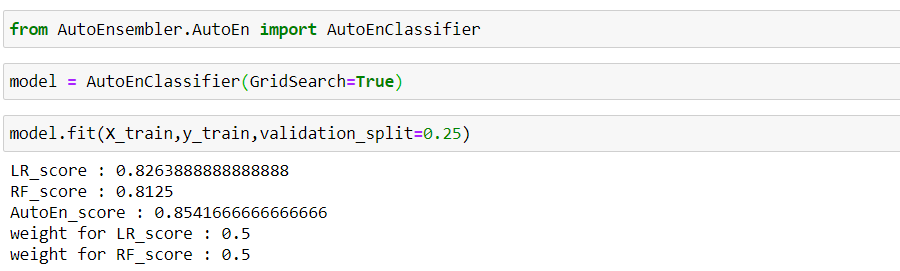 from AutoEnsembler.AutoEn import AutoEnClassifier
model = AutoEnClassifier(GridSearch=True)
model.fit(X_train,y_train,validation_split=0.25)
LR_score : 0.8263888888888888
RF_score : 0.8125
AutoEn_score : 0.8541666666666666
weight for LR_score : 0.5
weight for RF_score : 0.5